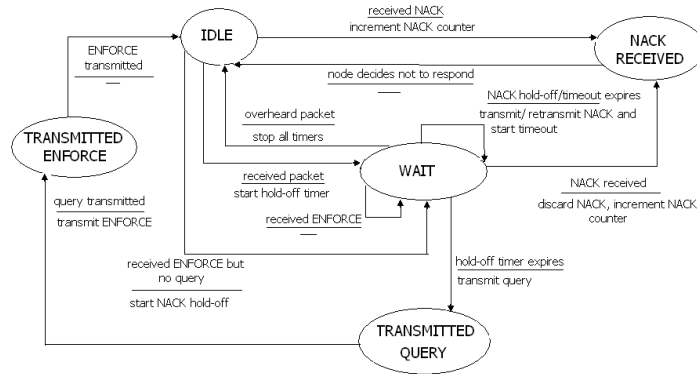 received NACK
increment NACK counter
IDLE
NACK
RECEIVED
ENFORCE
transmitted
node decides not to respond
NACK hold-off/timeout expires
transmit/ retransmit NACK and
start timeout
overheard packet
stop all timers
TRANSMITTED
ENFORCE
WAIT
received packet
start hold-off timer
NACK received
discard NACK, increment NACK
counter
query transmitted
transmit ENFORCE
received ENFORCE
received ENFORCE but
no query
start NACK hold-off
hold-off timer expires
transmit query
TRANSMITTED
QUERY